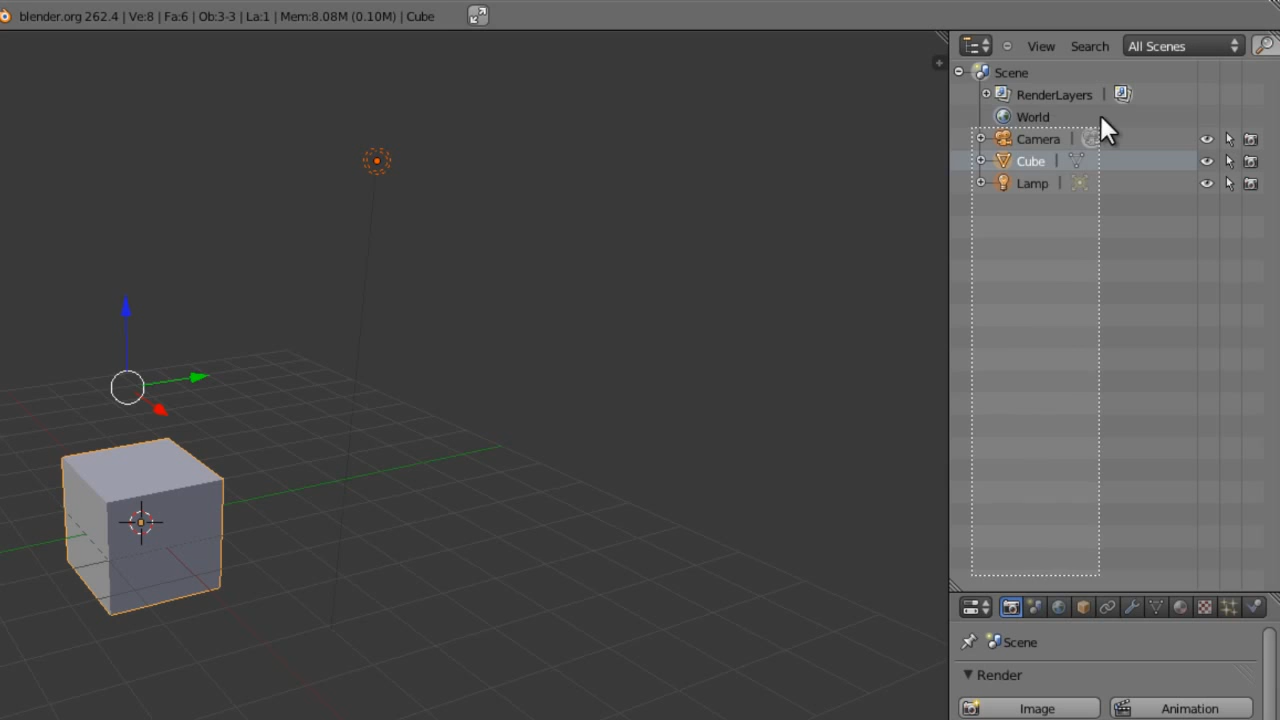 blender.org 262.4 | Ve:8 | Fa:6 | Ob:3-3 | La:1 | Mem:8.08M (0.10M) | Cube
View Search All Scenes
Scene
RenderLayers |
World
Camera |
Cube |
Lamp |
Scene
Render
Image Animation